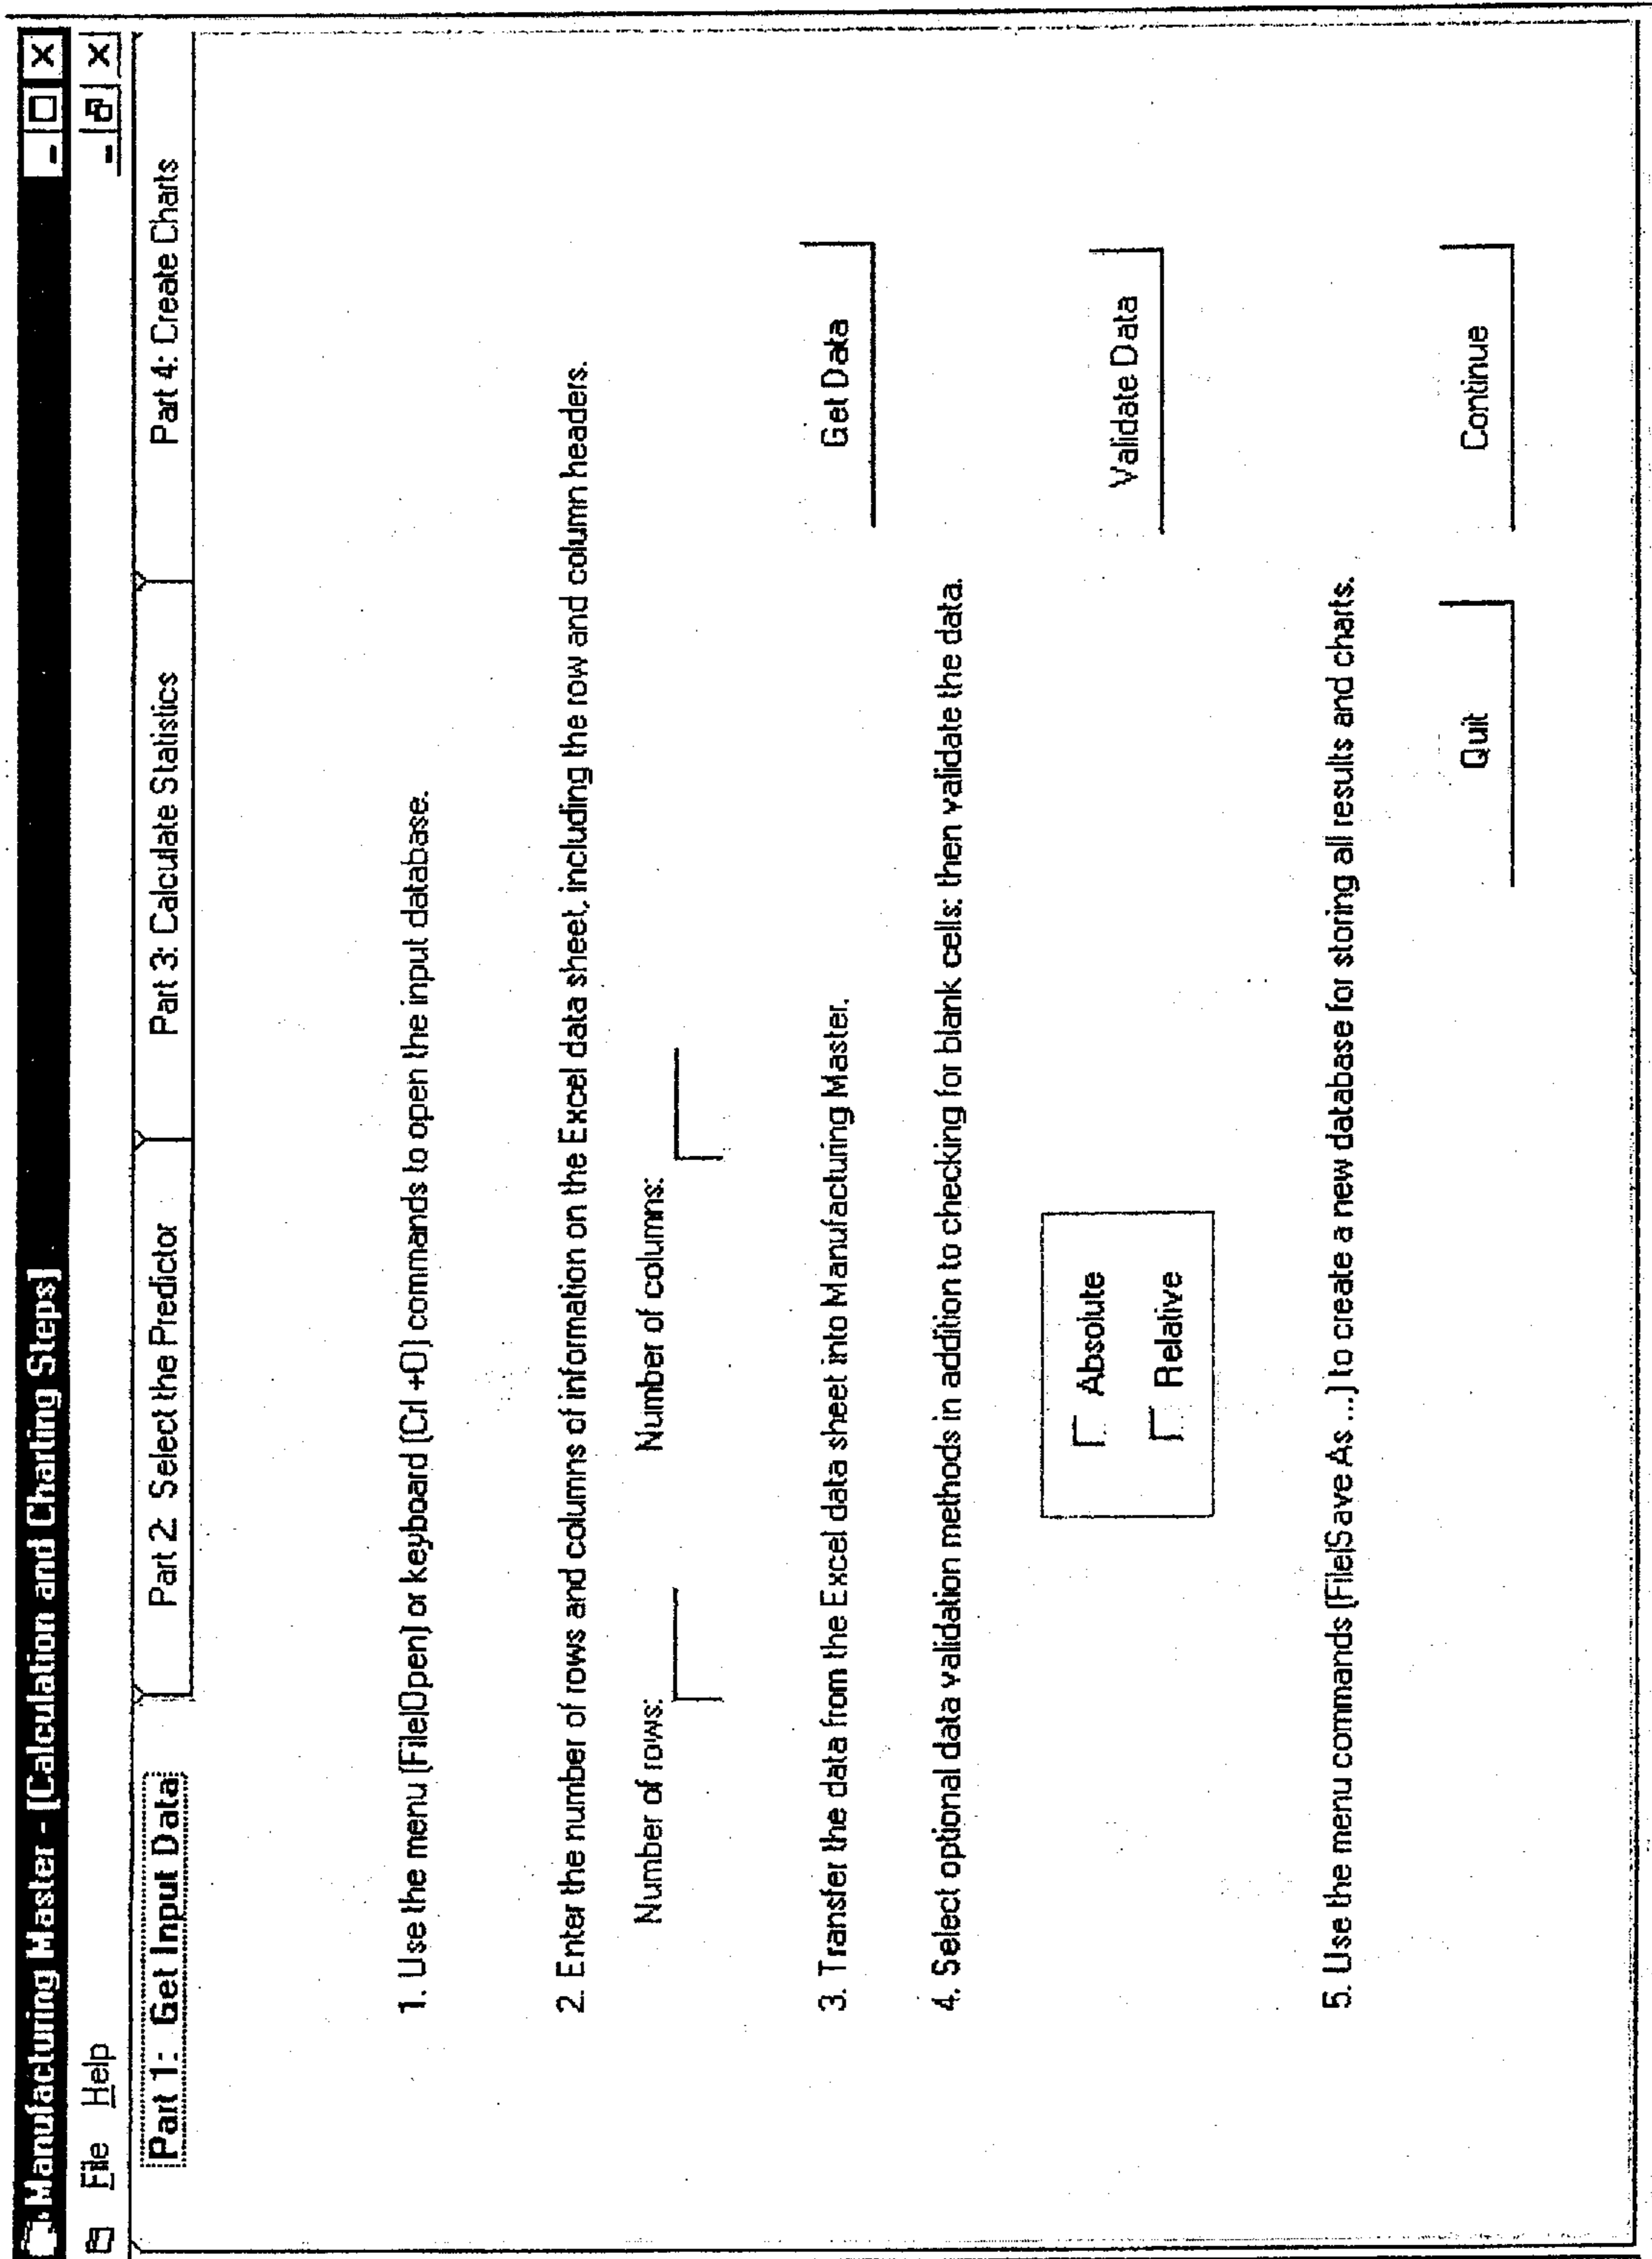 Manufacturing Master - [Calculation and Charting Steps]
File Help
Part 1: Get Input Data
Part 2: Select the Predictor
Part 3: Calculate Statistics
Part 4: Create Charts
1. Use the menu (File|Open) or keyboard (Crl +O) commands to open the input database.
2. Enter the number of rows and columns of information on the Excel data sheet, including the row and column headers.
Number of rows:
Number of columns:
3. Transfer the data from the Excel data sheet into Manufacturing Master.
Get Data
4. Select optional data validation methods in addition to checking for blank cells: then validate the data.
Absolute
Relative
Validate Data
5. Use the menu commands (File|Save As ...) to create a new database for storing all results and charts.
Quit
Continue